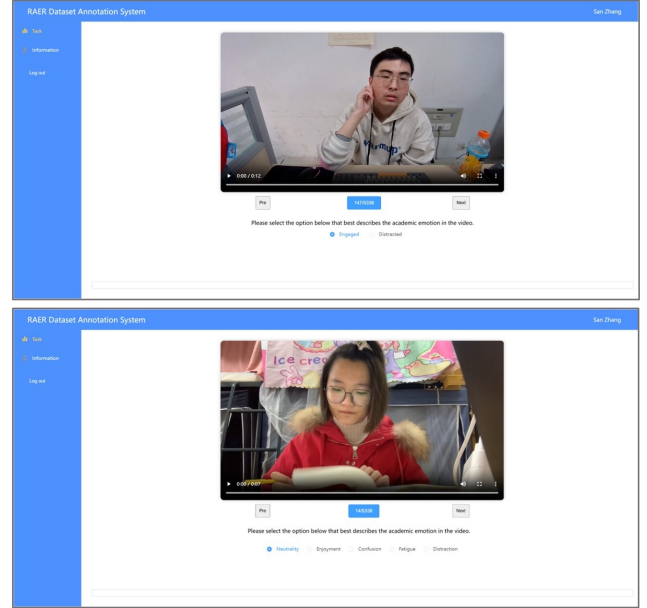 RAER Dataset Annotation System
San Zhang
Task
Information
Log out
0:00 / 0:12
Pre
147/5339
Next
Please select the option below that best describes the academic emotion in the video.
Engaged
Distracted
RAER Dataset Annotation System
San Zhang
Task
Information
Log out
Ice cre
0:00 / 0:07
Pre
Next
Please select the option below that best describes the academic emotion in the video.
Neutrality
Enjoyment
Confusion
Fatigue
Distraction